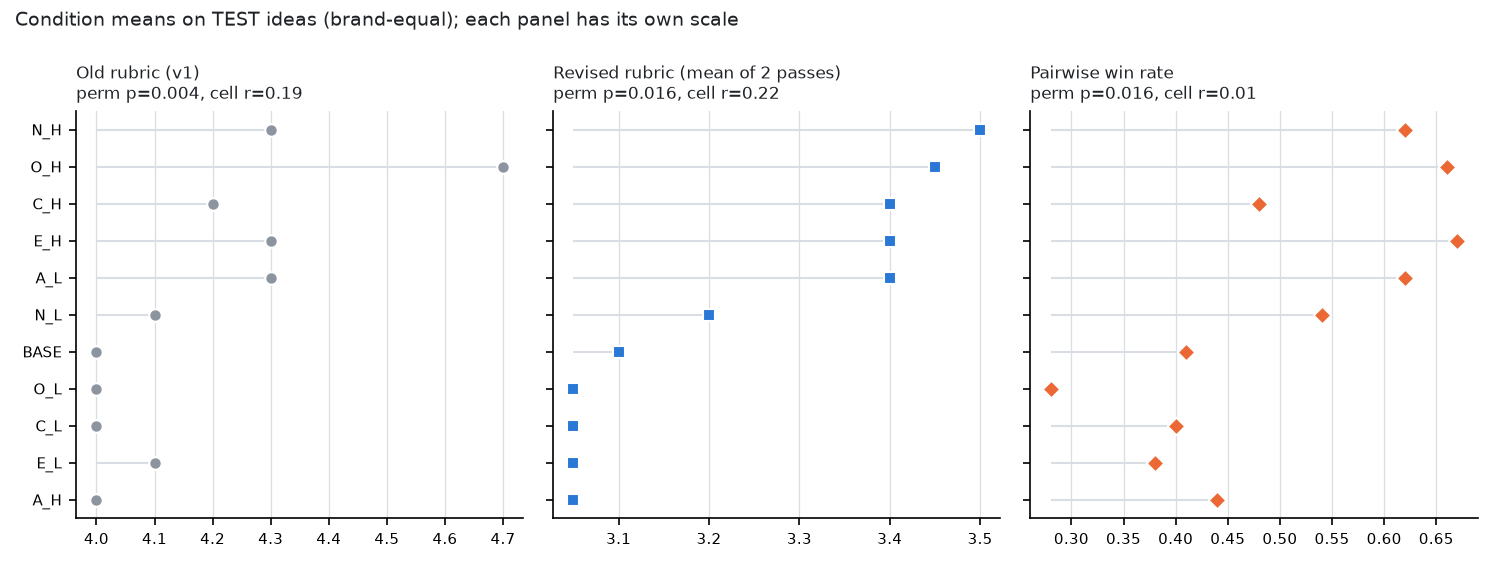 Condition means on TEST ideas (brand-equal); each panel has its own scale
Old rubric (v1)
perm p=0.004, cell r=0.19
Revised rubric (mean of 2 passes)
perm p=0.016, cell r=0.22
Pairwise win rate
perm p=0.016, cell r=0.01
N_H
O_H
C_H
E_H
A_L
N_L
BASE
O_L
C_L
E_L
A_H
4.0 4.1 4.2 4.3 4.4 4.5 4.6 4.7
3.1 3.2 3.3 3.4 3.5
0.30 0.35 0.40 0.45 0.50 0.55 0.60 0.65